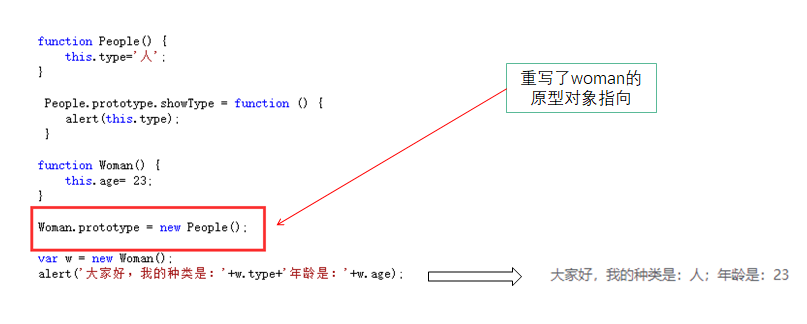 function People() {
this.type='人';
}
People.prototype.showType = function () {
alert(this.type);
}
function Woman() {
this.age= 23;
}
Woman.prototype = new People();
var w = new Woman();
alert('大家好，我的种类是：'+w.type+'年龄是：'+w.age);
重写了woman的
原型对象指向
大家好，我的种类是：人；年龄是：23